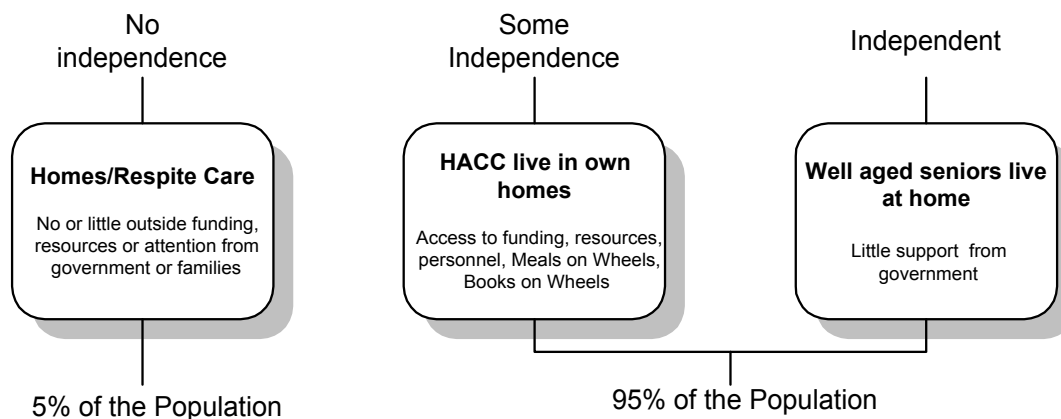 No
independence
Some
Independence
Independent
Homes/Respite Care
No or little outside funding,
resources or attention from
government or families
HACC live in own
homes
Access to funding, resources,
personnel, Meals on Wheels,
Books on Wheels
Well aged seniors live
at home
Little support from
government
5% of the Population
95% of the Population